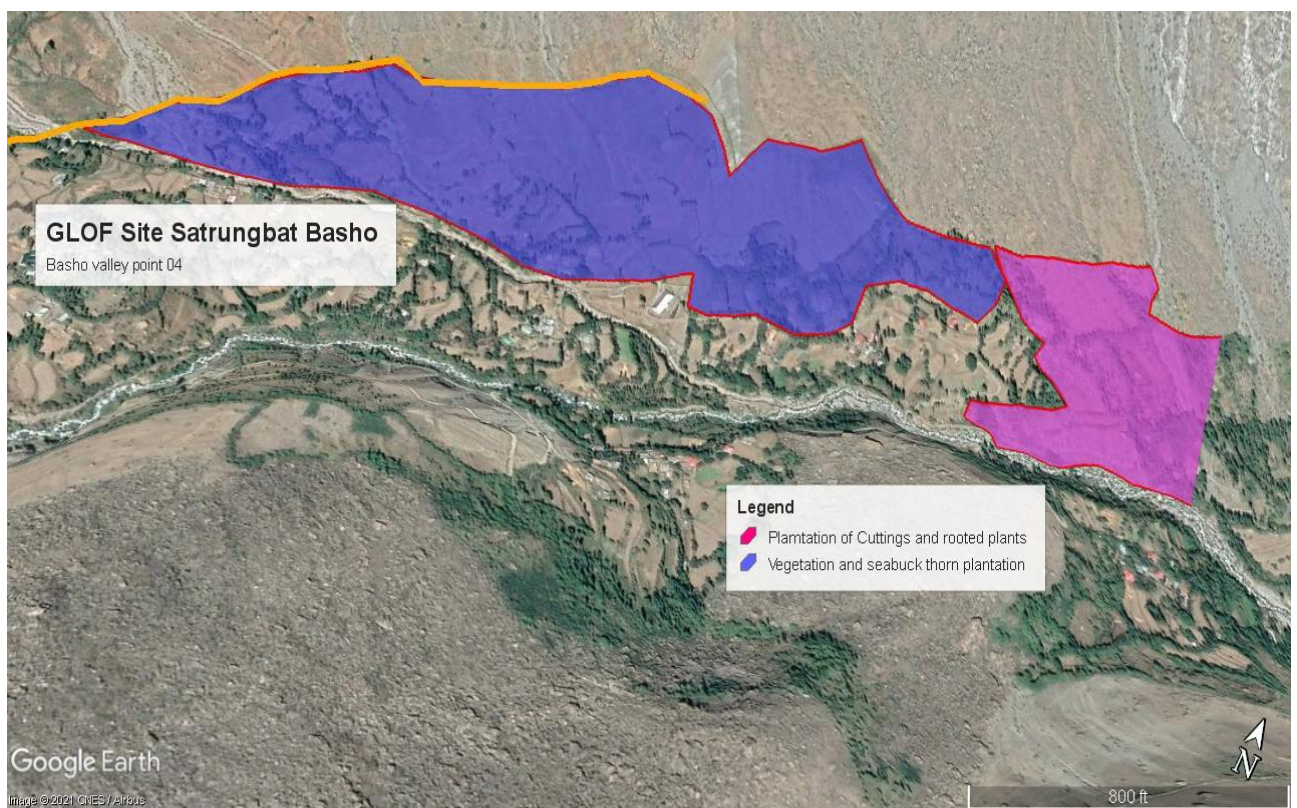 GLOF Site Satrungbat Basho
Basho valley point 04
Legend
Plamtation of Cuttings and rooted plants
Vegetation and seabuck thorn plantation
Google Earth
N
Image © 2021 CNES / Airbus
800 ft